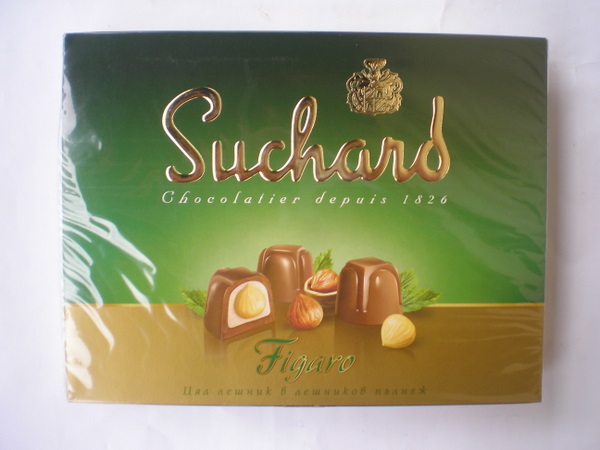 Suchard
Chocolatier depuis 1826
Figaro
Цял лешник в лешников пълнеж